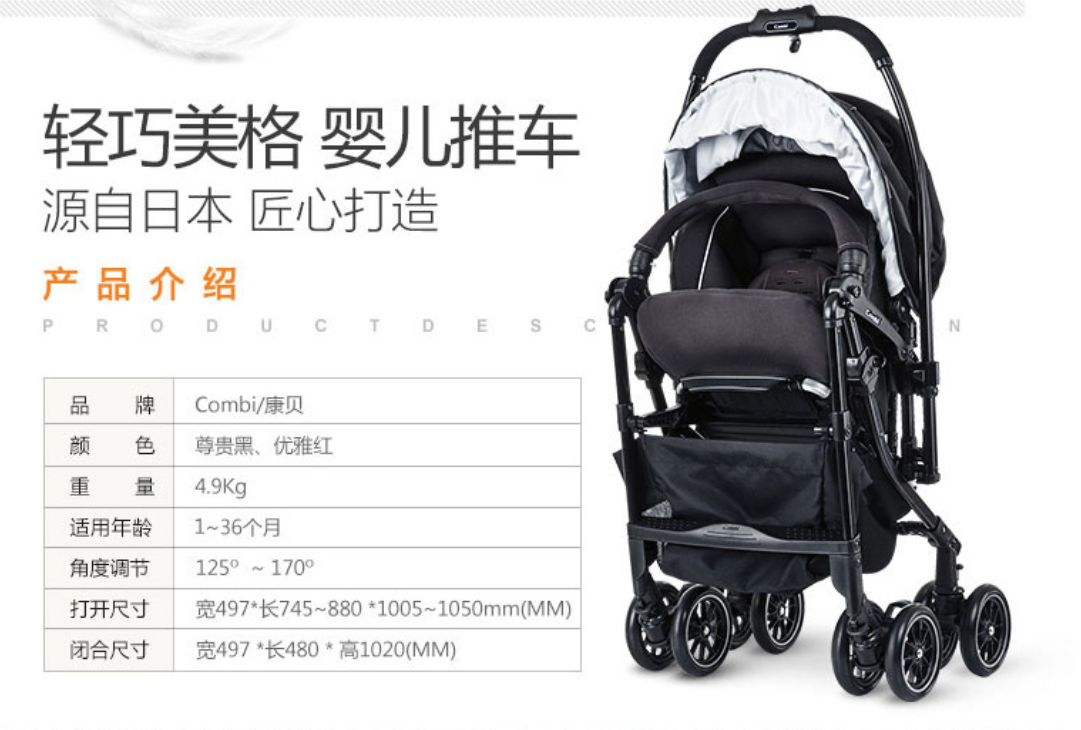 轻巧美格 婴儿推车
源自日本 匠心打造
产品介绍
P R O D U C T D E S C N
品 牌 Combi/康贝
颜 色 尊贵黑、优雅红
重 量 4.9Kg
适用年龄 1~36个月
角度调节 125º ~ 170º
打开尺寸 宽497*长745~880 *1005~1050mm(MM)
闭合尺寸 宽497 *长480 * 高1020(MM)
Combi
Combi